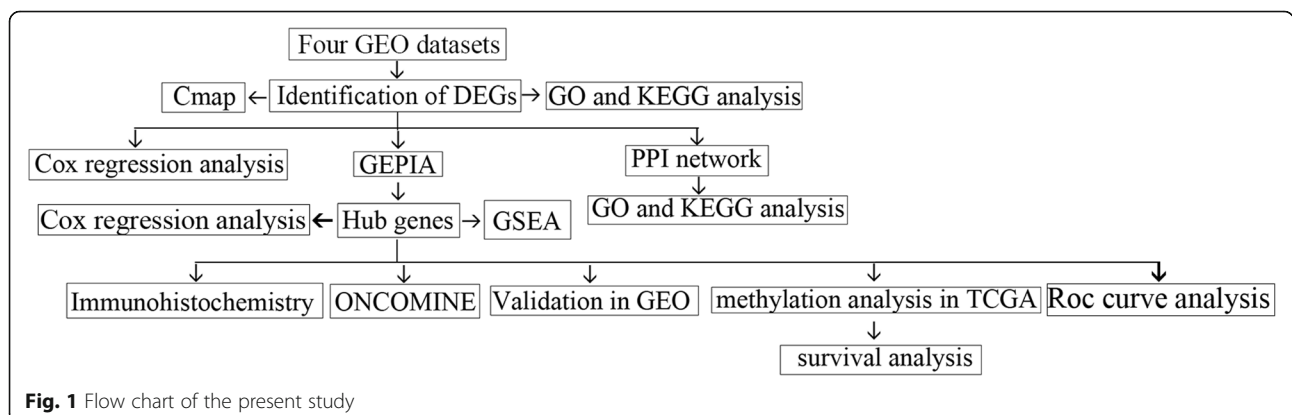 Four GEO datasets
Cmap
Identification of DEGs
GO and KEGG analysis
Cox regression analysis
GEPIA
PPI network
GO and KEGG analysis
Cox regression analysis
Hub genes
GSEA
Immunohistochemistry
ONCOMINE
Validation in GEO
methylation analysis in TCGA
Roc curve analysis
survival analysis
Fig. 1 Flow chart of the present study